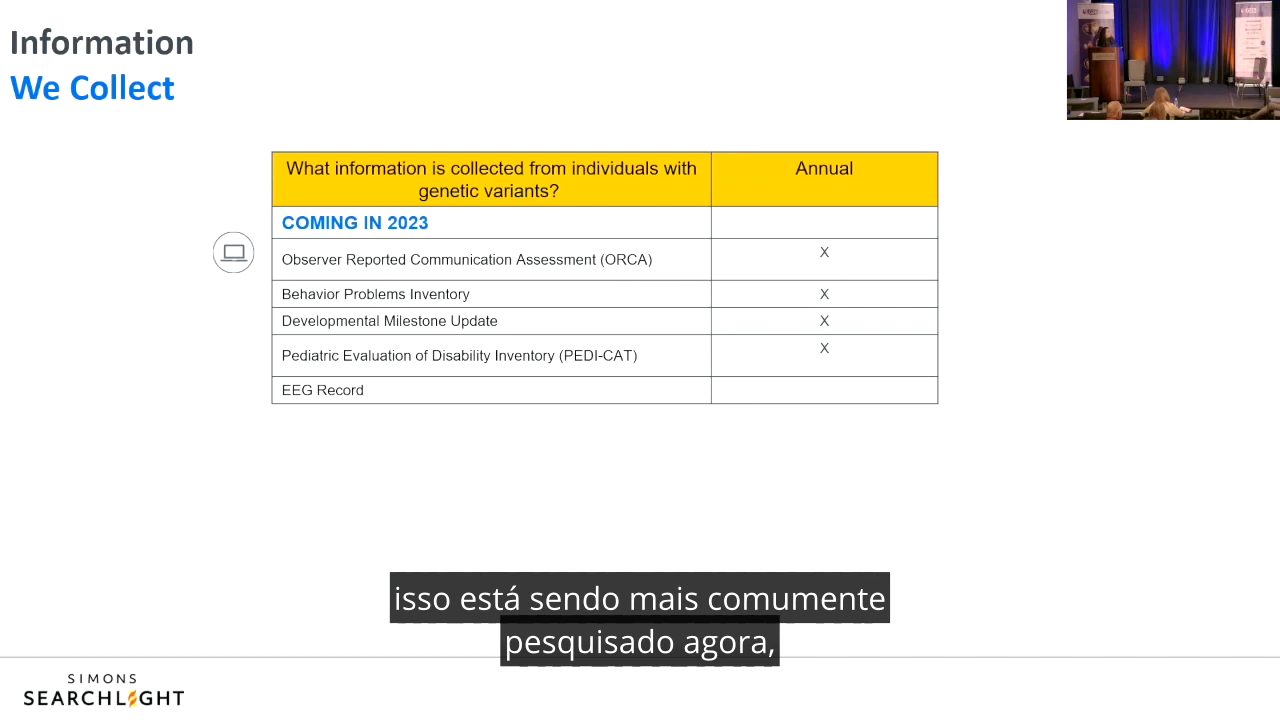 Information
We Collect
What information is collected from individuals with
genetic variants?
Annual
COMING IN 2023
Observer Reported Communication Assessment (ORCA)
X
Behavior Problems Inventory
X
Developmental Milestone Update
X
Pediatric Evaluation of Disability Inventory (PEDI-CAT)
X
EEG Record
isso está sendo mais comumente
pesquisado agora,
SIMONS
SEARCHLIGHT